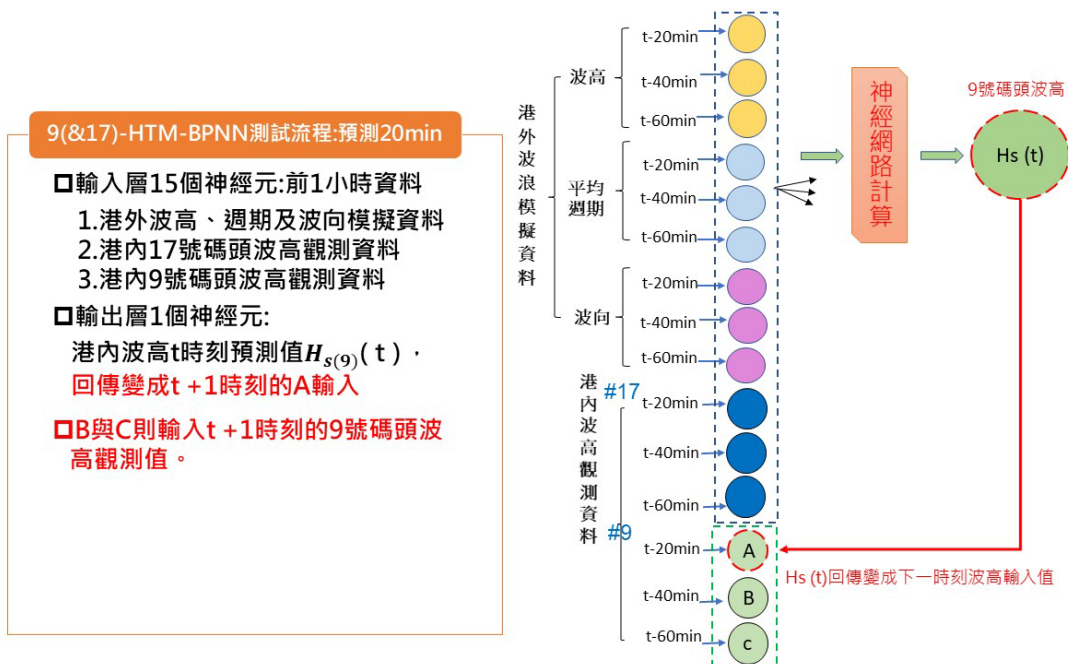 9(&17)-HTM-BPNN測試流程:預測20min
輸入層15個神經元:前1小時資料
1.港外波高、週期及波向模擬資料
2.港內17號碼頭波高觀測資料
3.港內9號碼頭波高觀測資料
輸出層1個神經元:
港內波高t時刻預測值Hs(9)( t ) ,
回傳變成t +1時刻的A輸入
B與C則輸入t +1時刻的9號碼頭波
高觀測值。
港外波浪模擬資料
波高
t-20min
t-40min
t-60min
平均
週期
t-20min
t-40min
t-60min
波向
t-20min
t-40min
t-60min
港內波高觀測資料
#17
t-20min
t-40min
t-60min
#9
t-20min
A
t-40min
B
t-60min
c
神經網路計算
9號碼頭波高
Hs (t)
Hs (t)回傳變成下一時刻波高輸入值